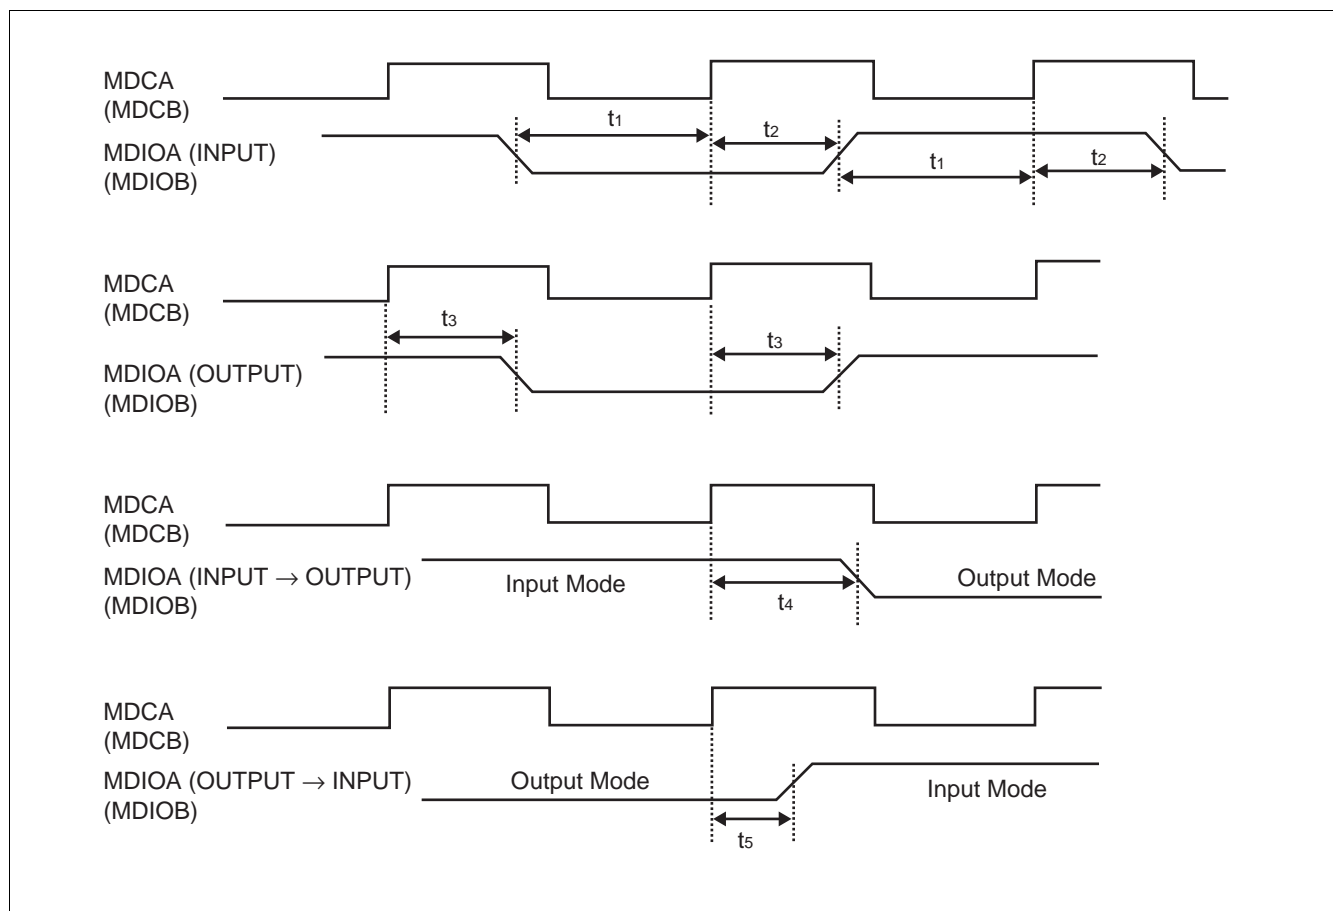 MDCA
(MDCB)
t1
t2
MDIOA (INPUT)
(MDIOB)
t1
t2
MDCA
(MDCB)
t3
t3
MDIOA (OUTPUT)
(MDIOB)
MDCA
(MDCB)
MDIOA (INPUT → OUTPUT)
(MDIOB)
Input Mode
t4
Output Mode
MDCA
(MDCB)
MDIOA (OUTPUT → INPUT)
(MDIOB)
Output Mode
Input Mode
t5